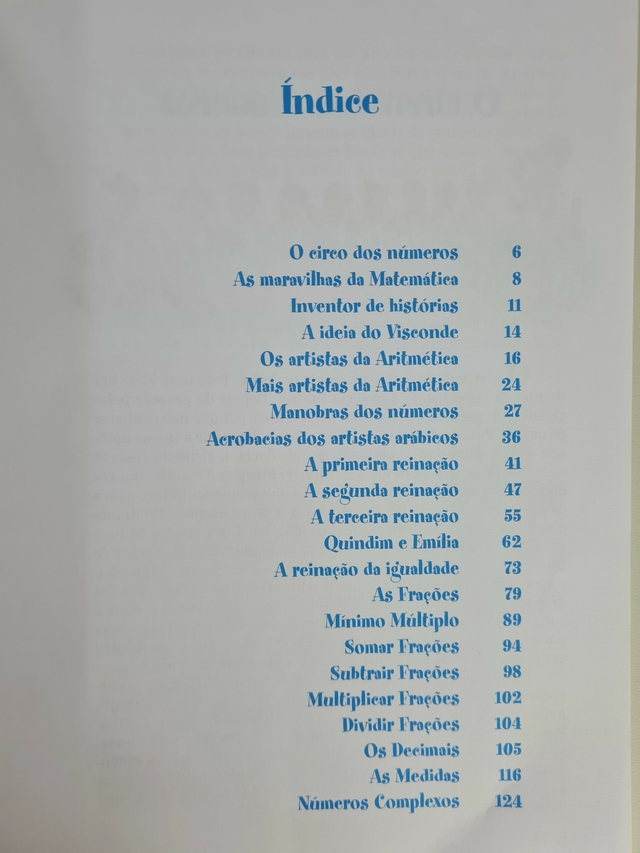 Índice
O circo dos números 6
As maravilhas da Matemática 8
Inventor de histórias 11
A ideia do Visconde 14
Os artistas da Aritmética 16
Mais artistas da Aritmética 24
Manobras dos números 27
Acrobacias dos artistas arábicos 36
A primeira reinação 41
A segunda reinação 47
A terceira reinação 55
Quindim e Emília 62
A reinação da igualdade 73
As Frações 79
Mínimo Múltiplo 89
Somar Frações 94
Subtrair Frações 98
Multiplicar Frações 102
Dividir Frações 104
Os Decimais 105
As Medidas 116
Números Complexos 124